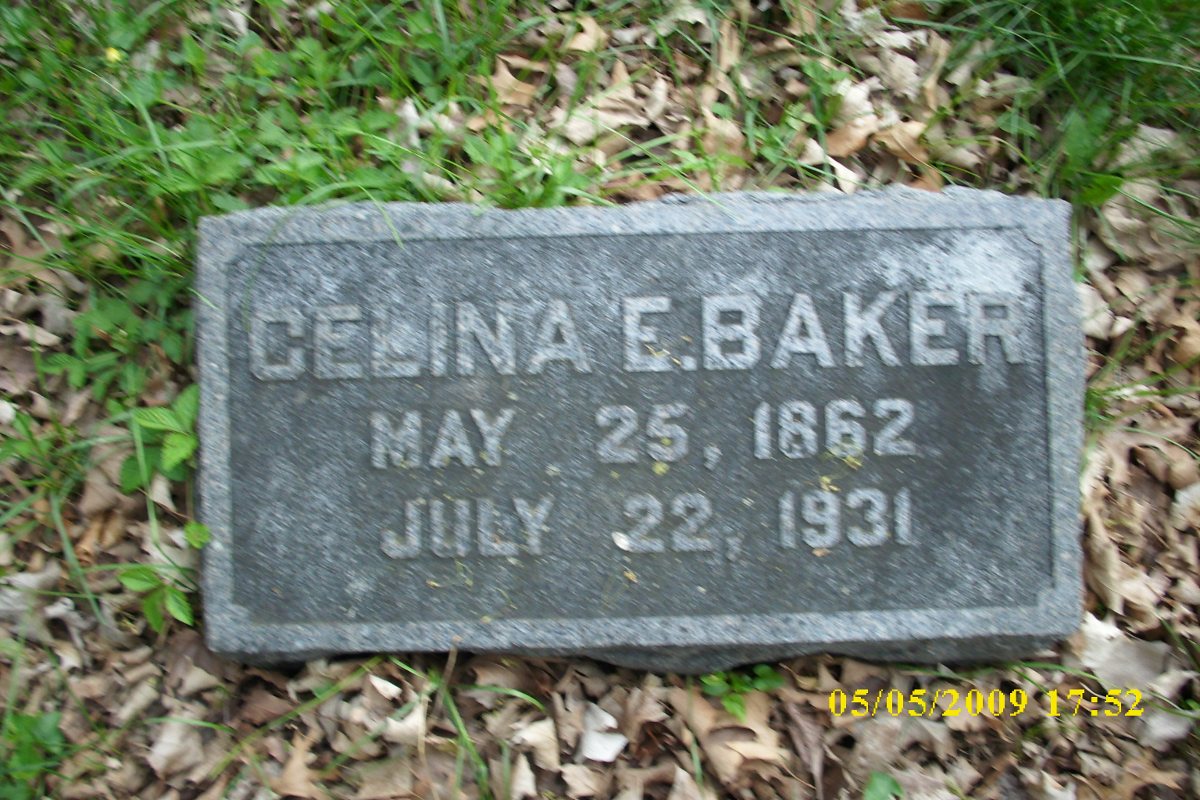 CELINA E. BAKER
MAY 25, 1862
JULY 22, 1931
05/05/2009 17:52